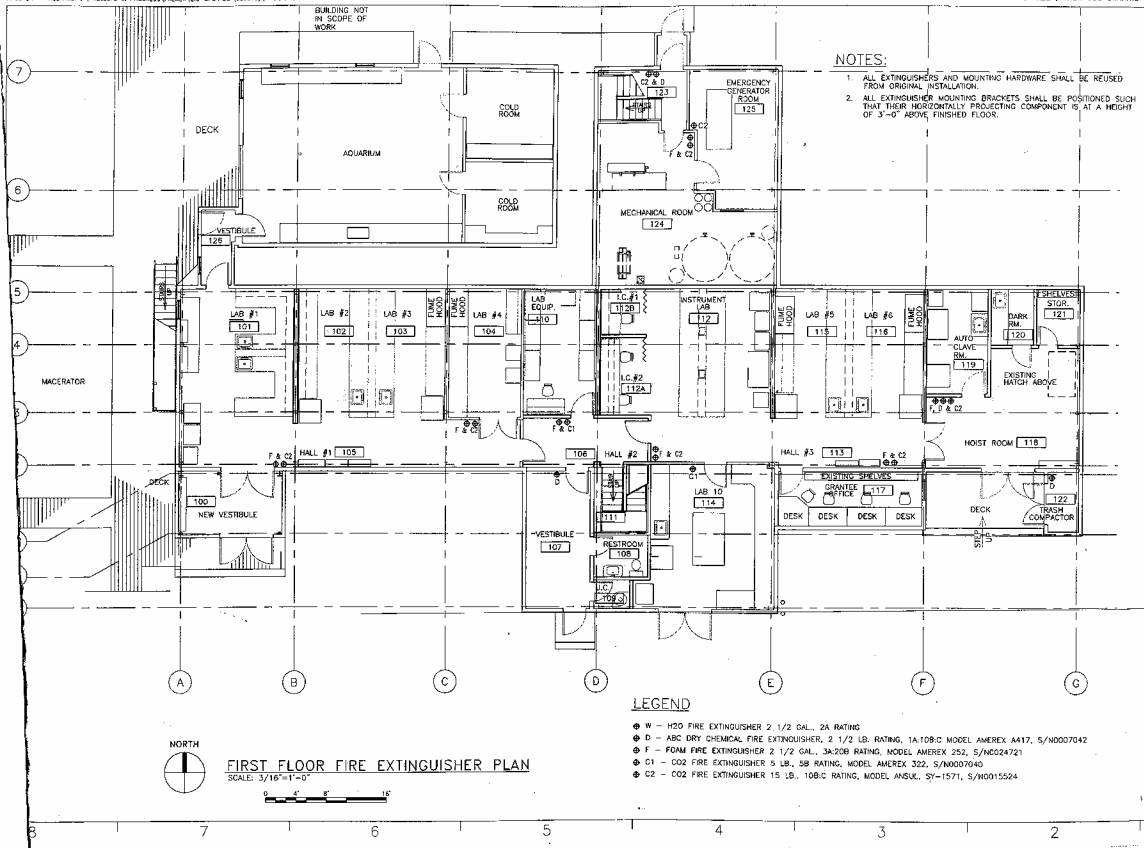 BUILDING NOT
IN SCOPE OF
WORK
NOTES:
1. ALL EXTINGUISHERS AND MOUNTING HARDWARE SHALL BE REUSED
FROM ORIGINAL INSTALLATION.
2. ALL EXTINGUISHER MOUNTING BRACKETS SHALL BE POSITIONED SUCH
THAT THEIR HORIZONTALLY PROJECTING COMPONENT IS AT A HEIGHT
OF 3'-0" ABOVE FINISHED FLOOR.
7
6
5
4
3
DECK
AQUARIUM
COLD
ROOM
COLD
ROOM
VESTIBULE
126
C2 & D
123
STAIRS
UP
EMERGENCY
GENERATOR
ROOM
125
C2
F & C2
MECHANICAL ROOM
124
STAIRS
UP
MACERATOR
LAB #1
101
LAB #2
102
LAB #3
103
FUME
HOOD
FUME
HOOD
LAB #4
104
LAB
EQUIP.
110
I.C.#1
112B
I.C.#2
112A
INSTRUMENT
LAB
112
FUME
HOOD
LAB #5
115
LAB #6
116
FUME
HOOD
AUTO
CLAVE
RM.
119
DARK
RM.
120
SHELVES
STOR.
121
EXISTING
HATCH ABOVE
F, D & C2
HOIST ROOM 118
F & C2
HALL #1 105
F & C2
F & C1
106 HALL #2
F & C2
HALL #3 113
F & C2
DECK
100
NEW VESTIBULE
D
VESTIBULE
107
STAIRS
UP
111
RESTROOM
108
J.C.
109
C1
LAB 10
114
EXISTING SHELVES
GRANTEE
OFFICE 117
DESK DESK DESK DESK
DECK
STEP
UP
D
122
TRASH
COMPACTOR
A B C D E F G
LEGEND
W - H2O FIRE EXTINGUISHER 2 1/2 GAL., 2A RATING
D - ABC DRY CHEMICAL FIRE EXTINGUISHER, 2 1/2 LB. RATING, 1A:10B:C MODEL AMEREX A417, S/N0007042
F - FOAM FIRE EXTINGUISHER 2 1/2 GAL., 3A:20B RATING, MODEL AMEREX 252, S/N0024721
C1 - CO2 FIRE EXTINGUISHER 5 LB., 5B RATING, MODEL AMEREX 322, S/N0007040
C2 - CO2 FIRE EXTINGUISHER 15 LB., 10B:C RATING, MODEL ANSUL, SY-1571, S/N0015524
NORTH
FIRST FLOOR FIRE EXTINGUISHER PLAN
SCALE: 3/16"=1'-0"
0 4' 8' 16'
8 7 6 5 4 3 2